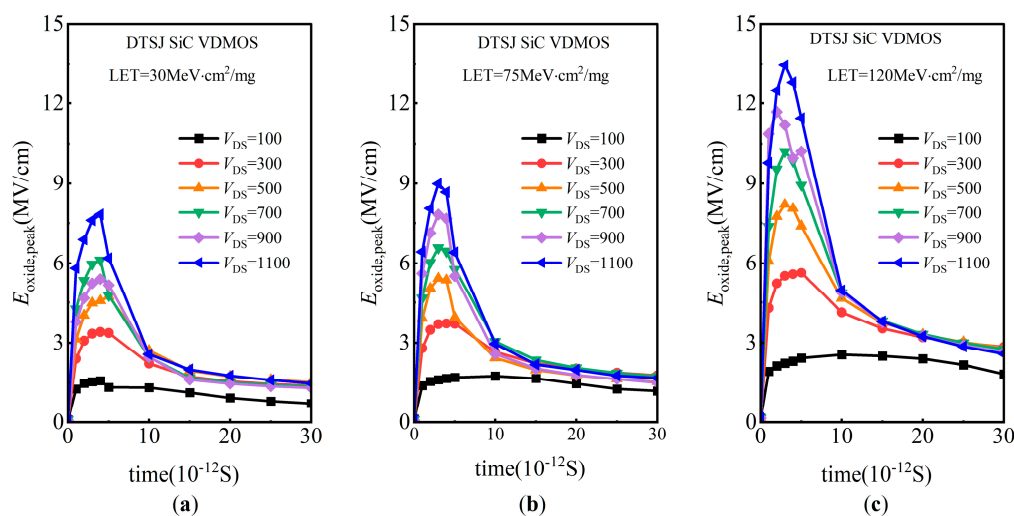 DTSJ SiC VDMOS
LET=30MeV·cm²/mg
E_oxide,peak(MV/cm)
15
12
9
6
3
0
V_DS=100
V_DS=300
V_DS=500
V_DS=700
V_DS=900
V_DS=1100
0
10
20
30
time(10⁻¹²S)
(a)
DTSJ SiC VDMOS
LET=75MeV·cm²/mg
E_oxide,peak(MV/cm)
15
12
9
6
3
0
V_DS=100
V_DS=300
V_DS=500
V_DS=700
V_DS=900
V_DS=1100
0
10
20
30
time(10⁻¹²S)
(b)
DTSJ SiC VDMOS
LET=120MeV·cm²/mg
E_oxide,peak(MV/cm)
15
12
9
6
3
0
V_DS=100
V_DS=300
V_DS=500
V_DS=700
V_DS=900
V_DS=1100
0
10
20
30
time(10⁻¹²S)
(c)